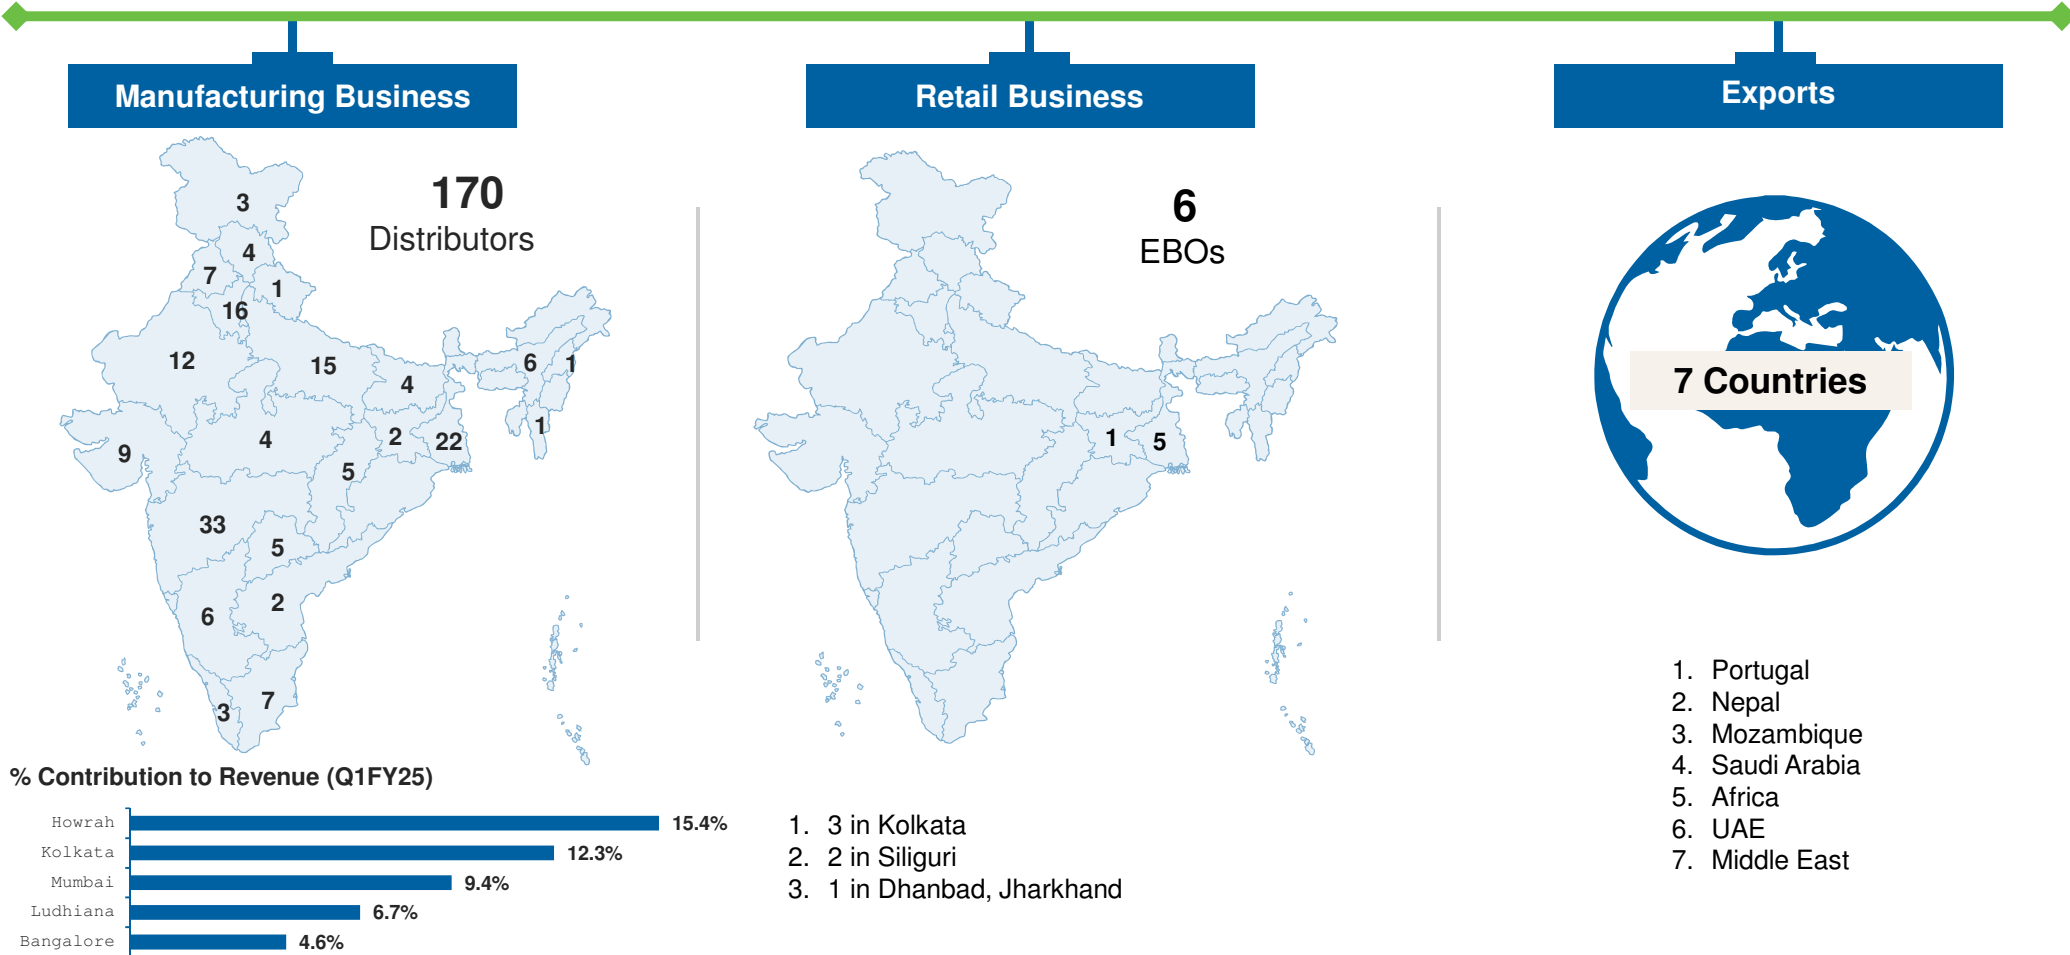 Manufacturing Business
170
Distributors
3
4
7
1
16
12
15
4
6
1
1
9
4
2
22
5
33
5
6
2
3
7
% Contribution to Revenue (Q1FY25)
Howrah 15.4%
Kolkata 12.3%
Mumbai 9.4%
Ludhiana 6.7%
Bangalore 4.6%
Retail Business
6
EBOs
1
5
1. 3 in Kolkata
2. 2 in Siliguri
3. 1 in Dhanbad, Jharkhand
Exports
7 Countries
1. Portugal
2. Nepal
3. Mozambique
4. Saudi Arabia
5. Africa
6. UAE
7. Middle East